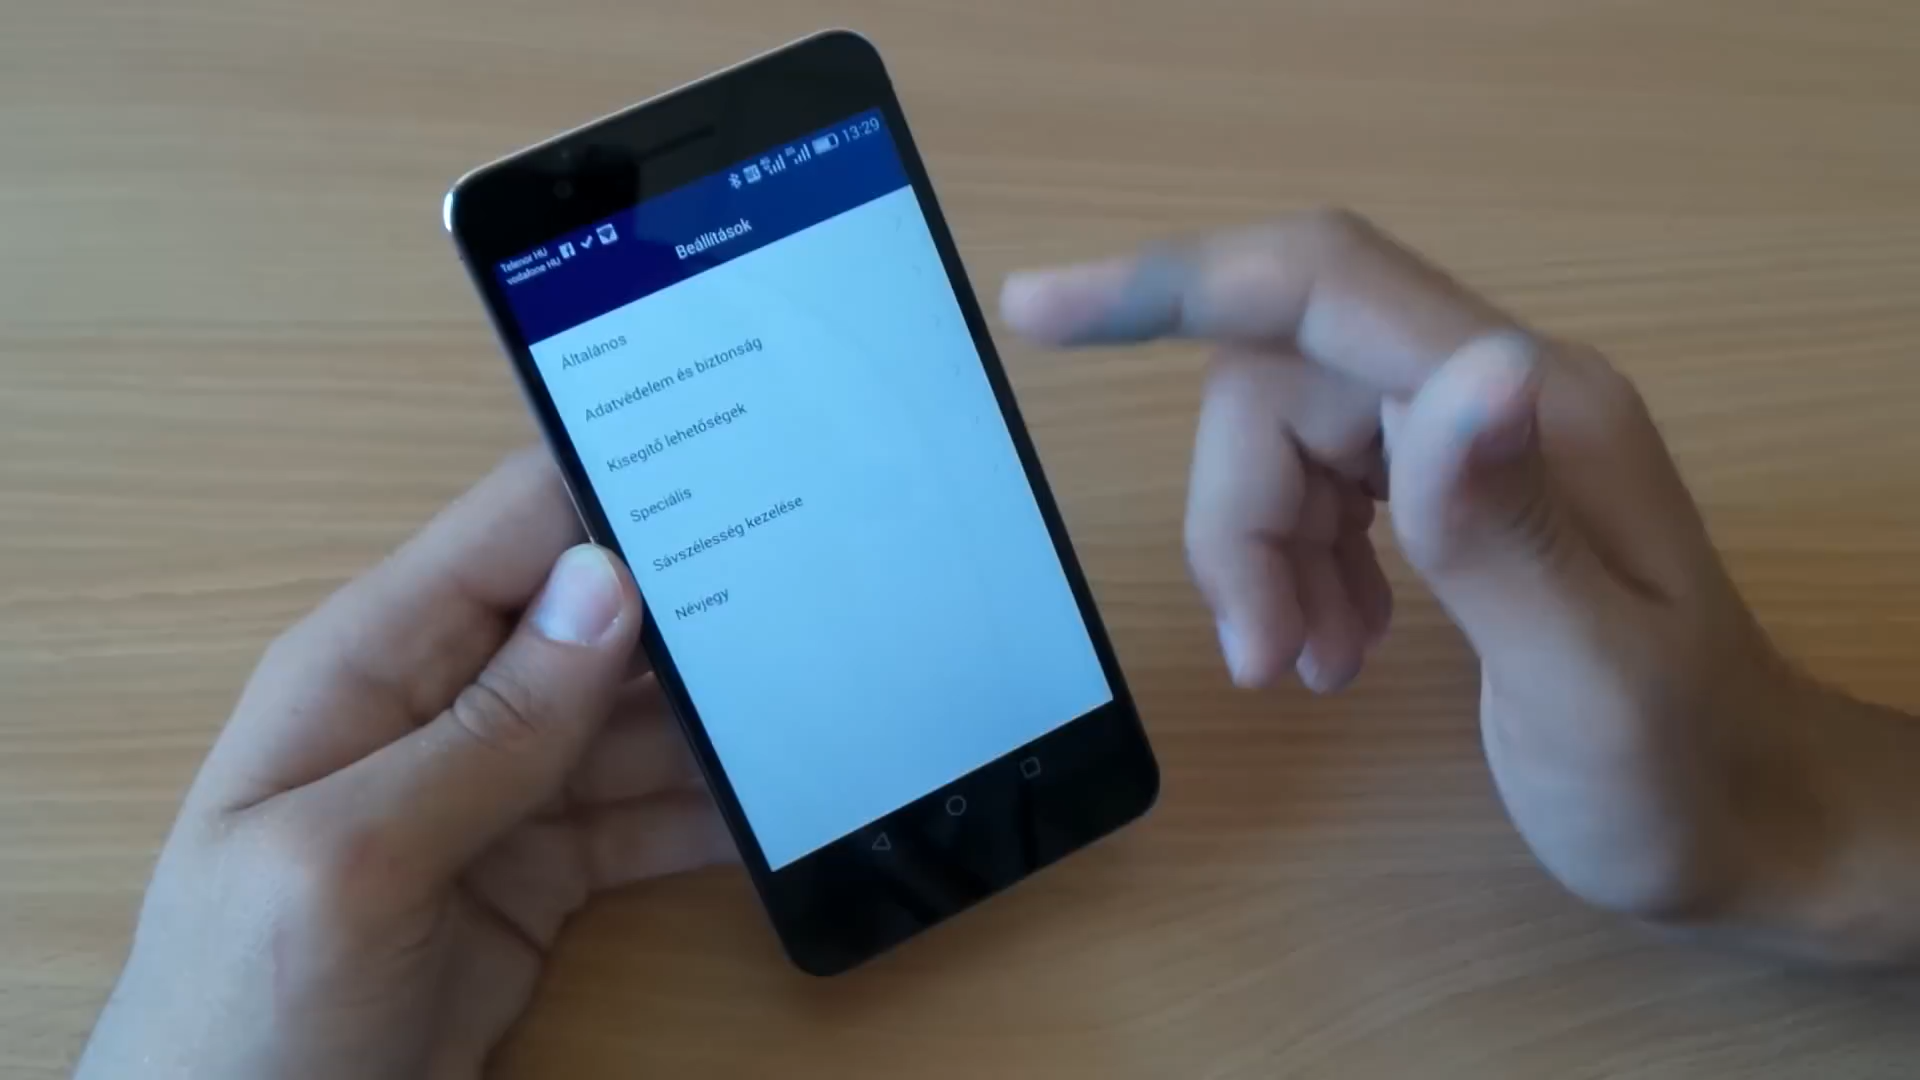 Telenor HU
vodafone HU
13:29
Beállítások
Általános
Adatvédelem és biztonság
Kisegítő lehetőségek
Speciális
Sávszélesség kezelése
Névjegy